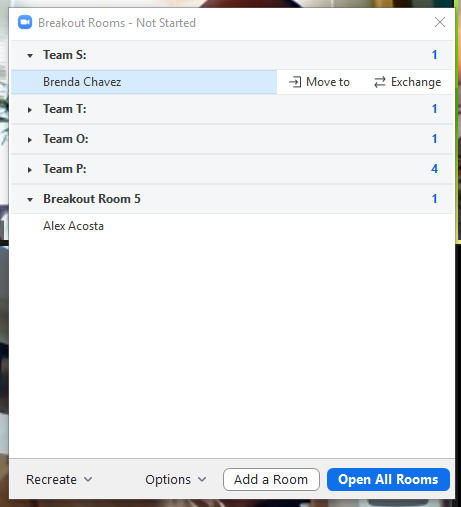 Breakout Rooms - Not Started
Team S: 1
Brenda Chavez Move to Exchange
Team T: 1
Team O: 1
Team P: 4
Breakout Room 5 1
Alex Acosta
Recreate Options Add a Room Open All Rooms